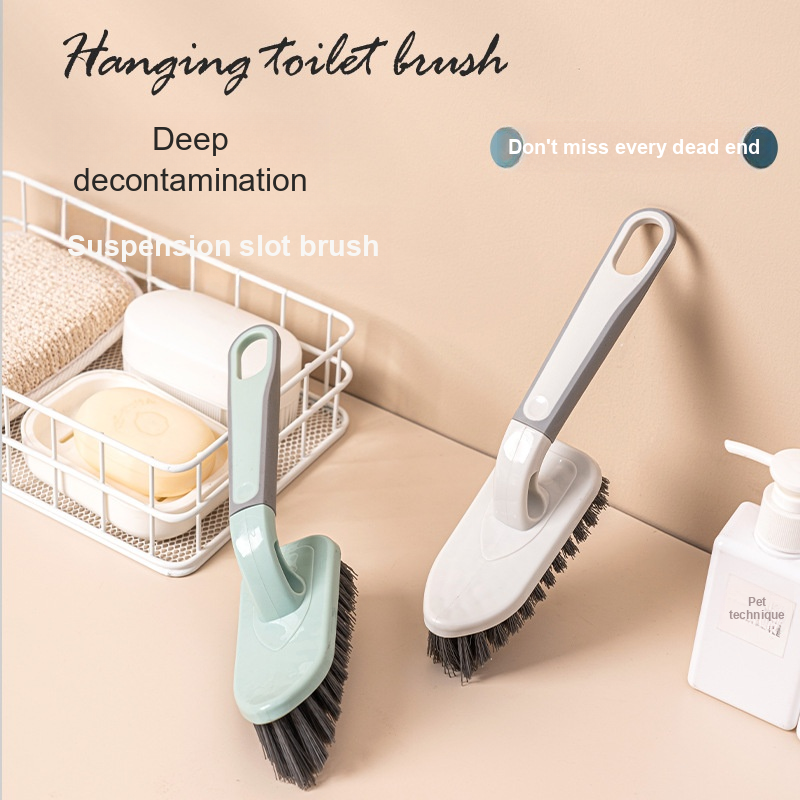 Hanging toilet brush
Deep
decontamination
Don't miss every dead end
Suspension slot brush
Pet
technique